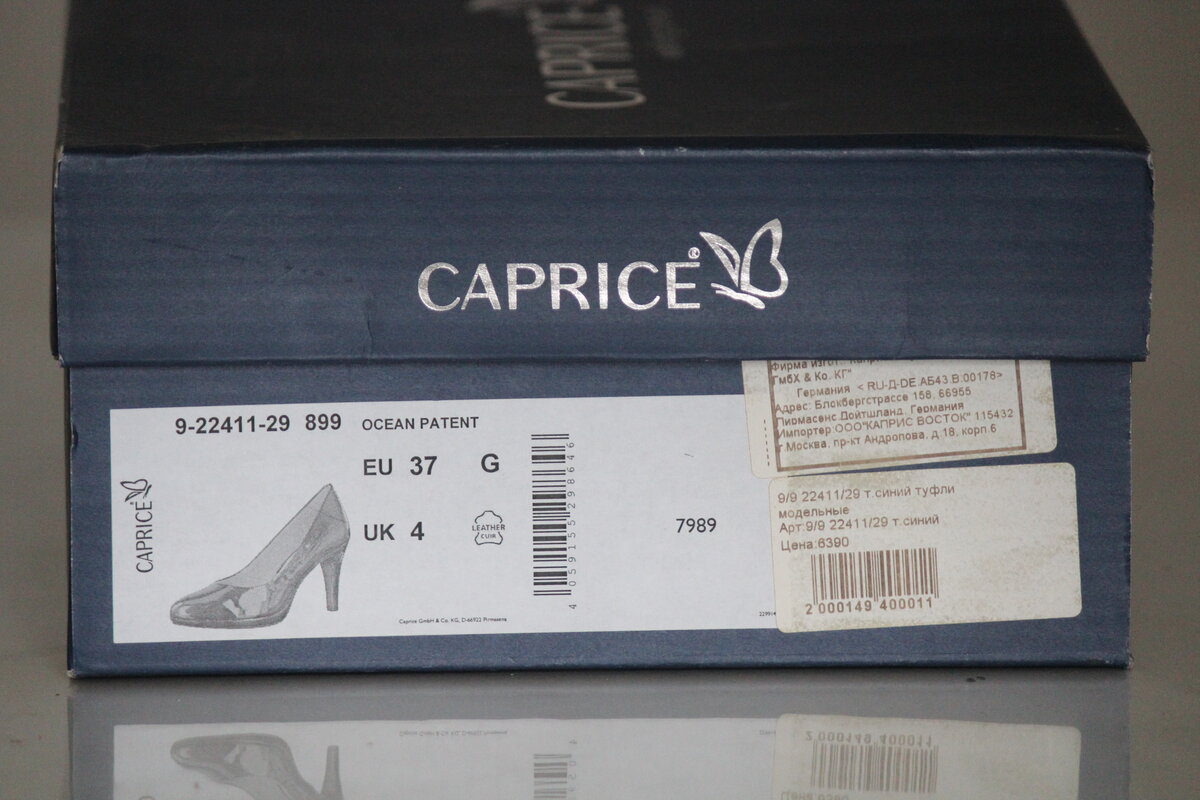 CAPRICE
CAPRICE®
9-22411-29 899 OCEAN PATENT
EU 37 G
UK 4
LEATHER
CUIR
CAPRICE
4059155298646
7989
Caprice GmbH & Co. KG, D-66922 Pirmasens
Фирма изгот.
ГмбХ & Ко. КГ"
Германия < RU-Д-DE.АБ43.В.00178>
Адрес: Блокбергстрассе 158, 66955
Пирмасенс Дойтшланд, Германия
Импортер:ООО"КАПРИС ВОСТОК" 115432
г.Москва, пр-кт Андропова, д.18, корп.6
9/9 22411/29 т.синий туфли
модельные
Арт:9/9 22411/29 т.синий
Цена:6390
2 000149 400011